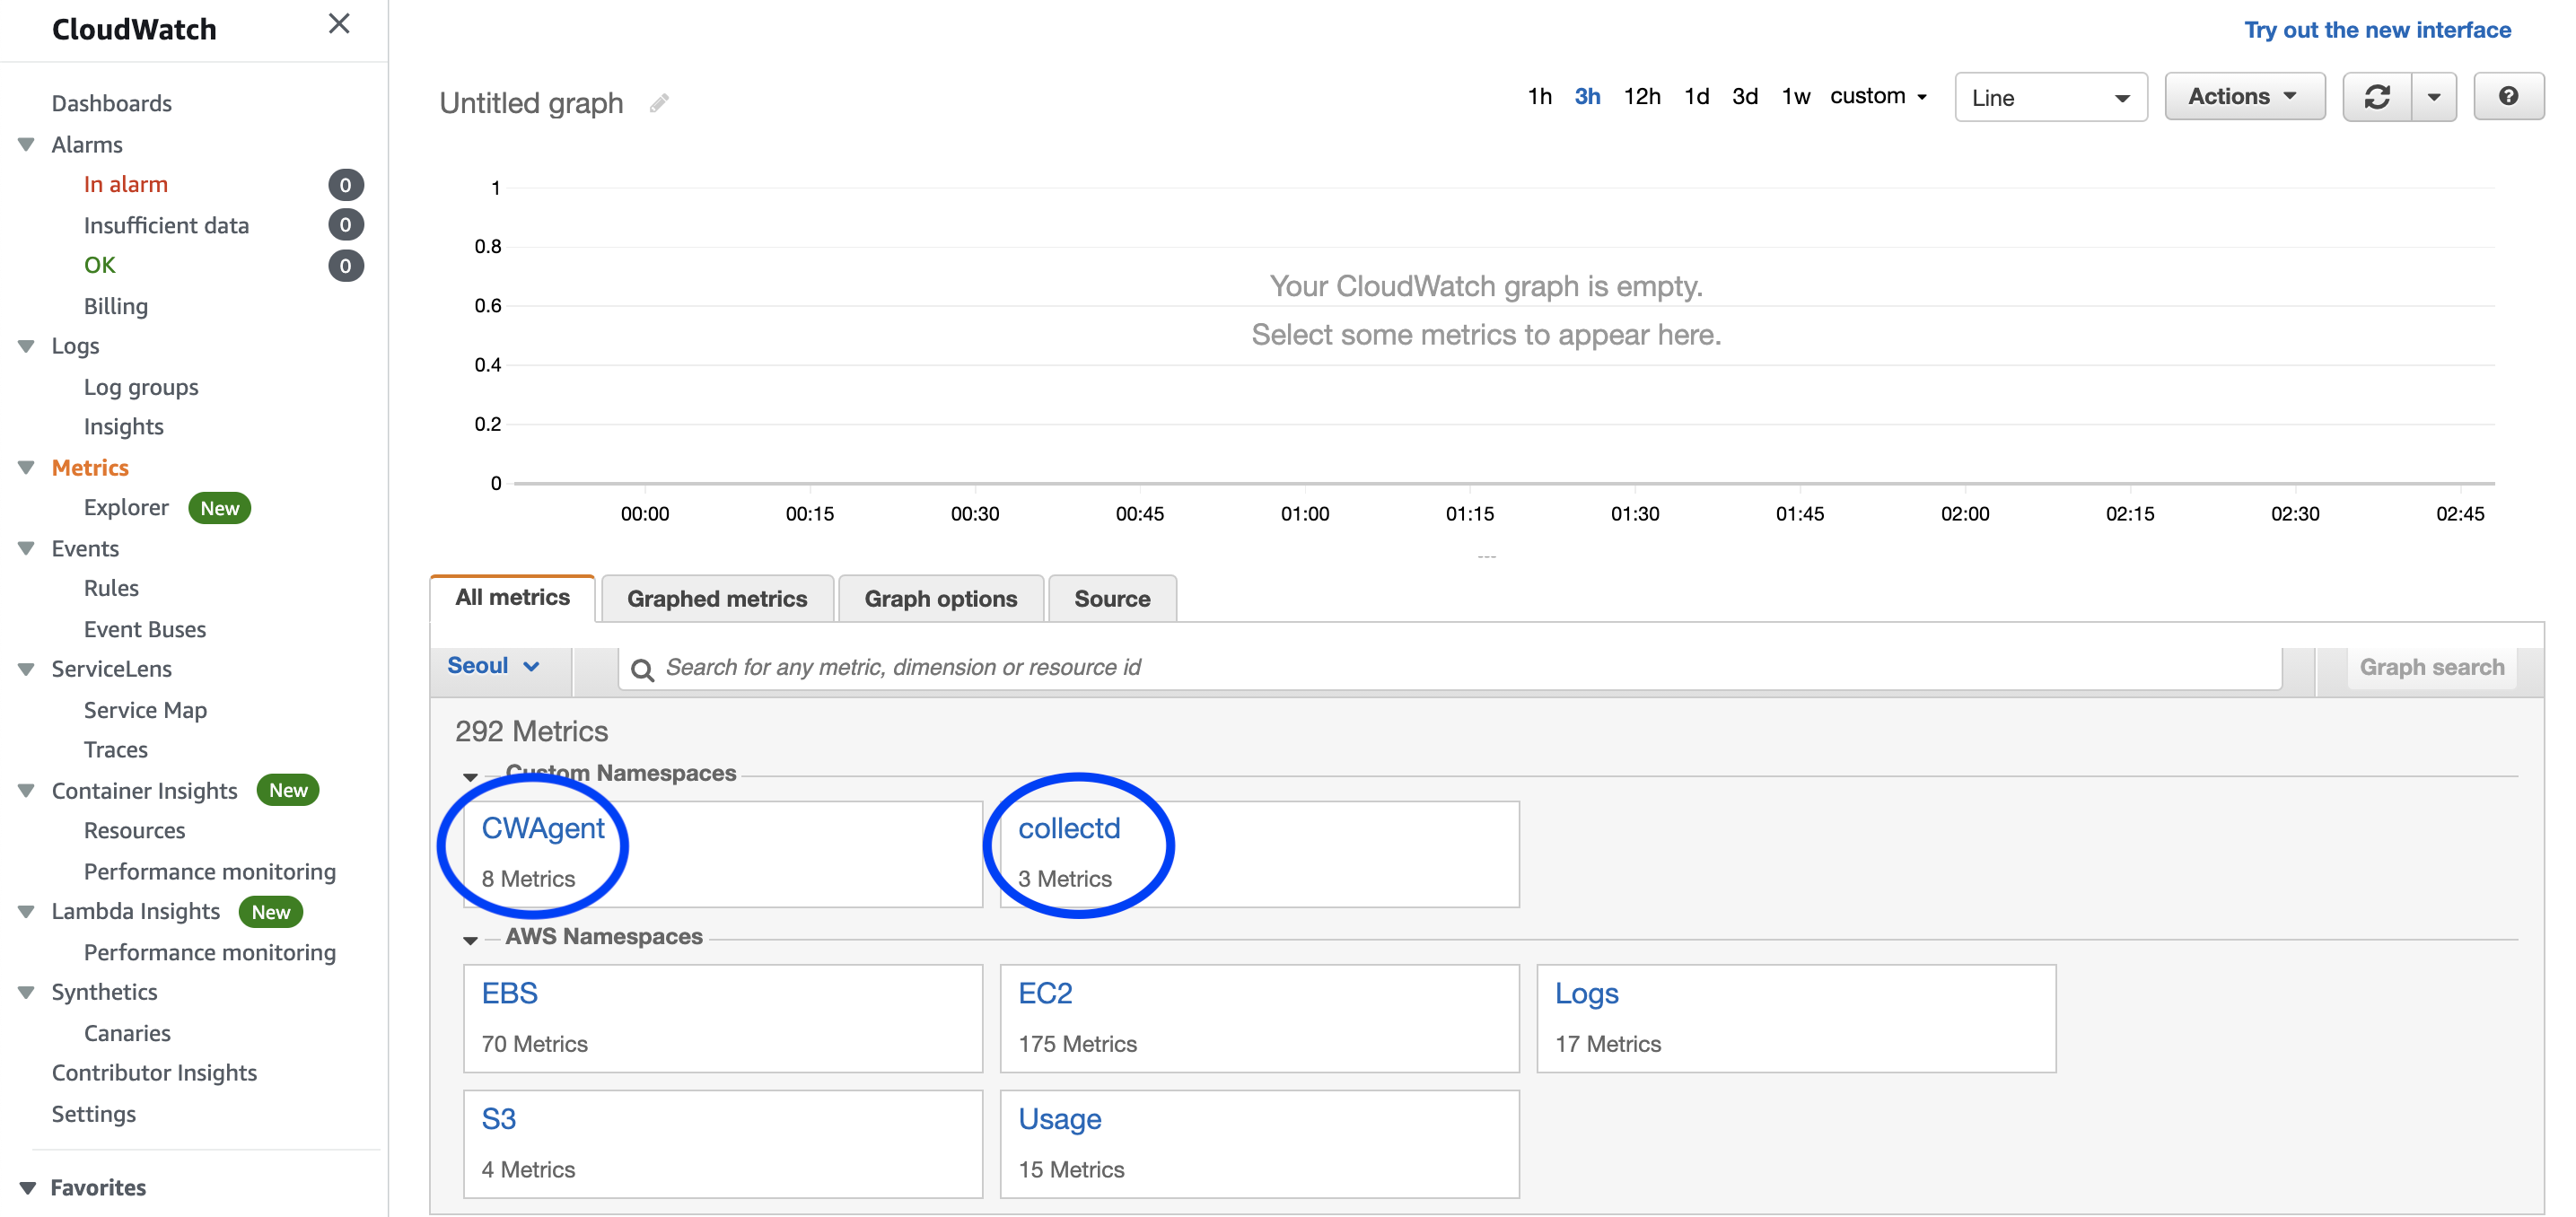 CloudWatch
Dashboards
Alarms
In alarm 0
Insufficient data 0
OK 0
Billing
Logs
Log groups
Insights
Metrics
Explorer New
Events
Rules
Event Buses
ServiceLens
Service Map
Traces
Container Insights New
Resources
Performance monitoring
Lambda Insights New
Performance monitoring
Synthetics
Canaries
Contributor Insights
Settings
Favorites
Try out the new interface
Untitled graph
1h 3h 12h 1d 3d 1w custom Line Actions ?
1
0.8
0.6
0.4
0.2
0
Your CloudWatch graph is empty.
Select some metrics to appear here.
00:00 00:15 00:30 00:45 01:00 01:15 01:30 01:45 02:00 02:15 02:30 02:45
All metrics Graphed metrics Graph options Source
Seoul Search for any metric, dimension or resource id Graph search
292 Metrics
Custom Namespaces
CWAgent collectd
8 Metrics 3 Metrics
AWS Namespaces
EBS EC2 Logs
70 Metrics 175 Metrics 17 Metrics
S3 Usage
4 Metrics 15 Metrics